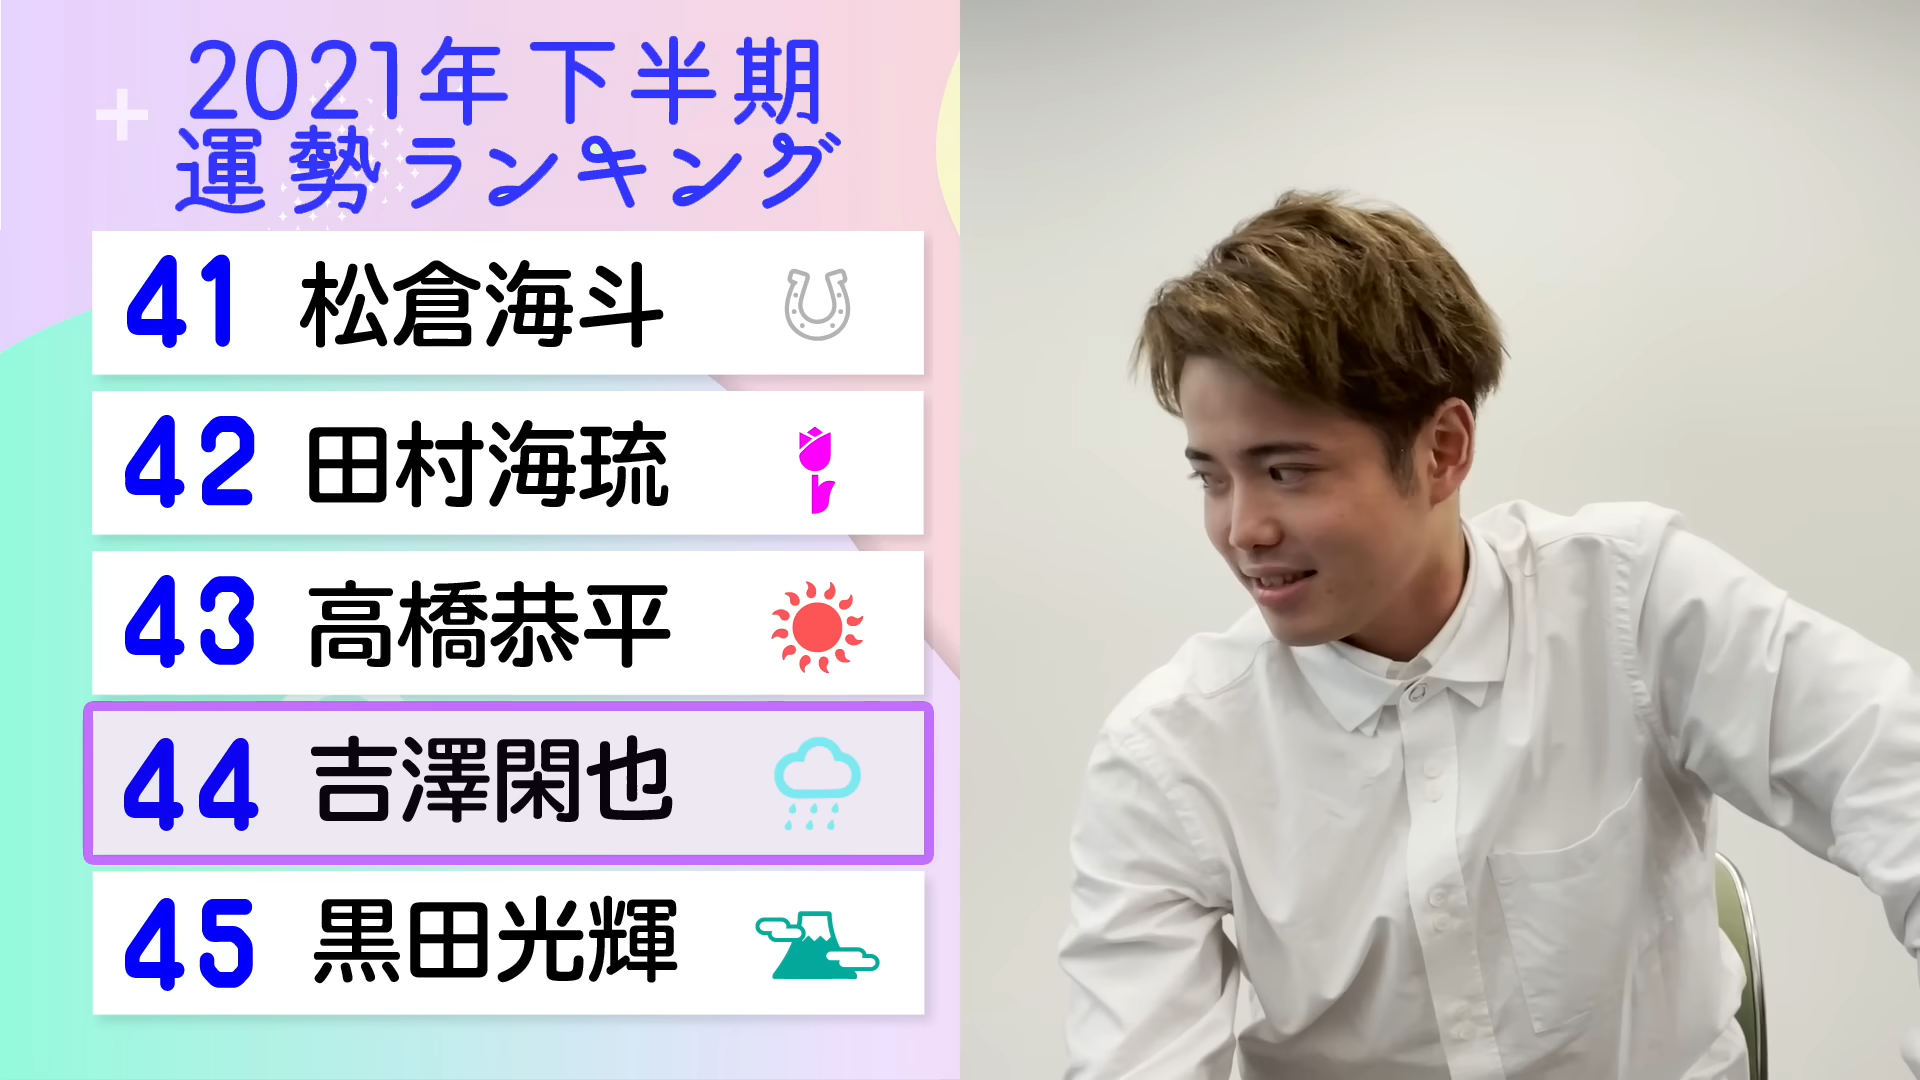 2021年下半期
運勢ランキング
41 松倉海斗
42 田村海琉
43 高橋恭平
44 吉澤閑也
45 黒田光輝